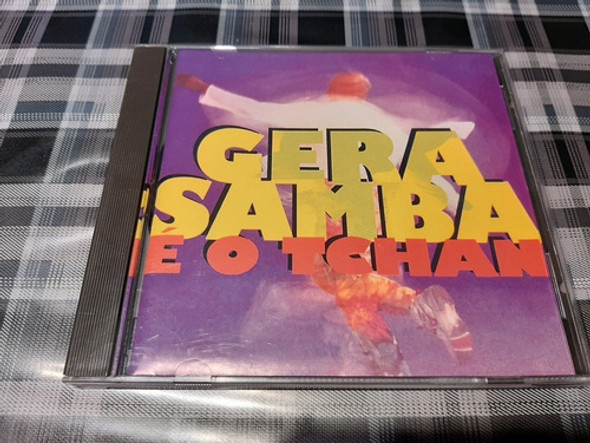 GERA
SAMBA
É O TCHAN